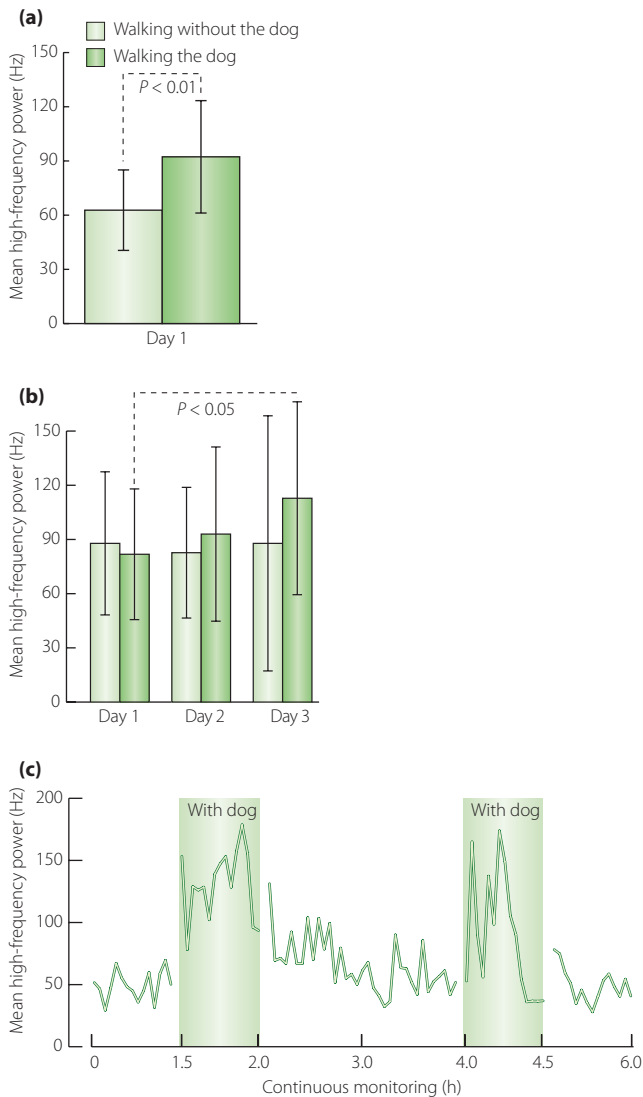 (a)
Walking without the dog
Walking the dog
Mean high-frequency power (Hz)
150
120
90
60
30
0
P < 0.01
Day 1
(b)
Mean high-frequency power (Hz)
150
120
90
60
30
0
P < 0.05
Day 1 Day 2 Day 3
(c)
Mean high-frequency power (Hz)
200
150
100
50
0
With dog With dog
0 1.5 2.0 3.0 4.0 4.5 6.0
Continuous monitoring (h)